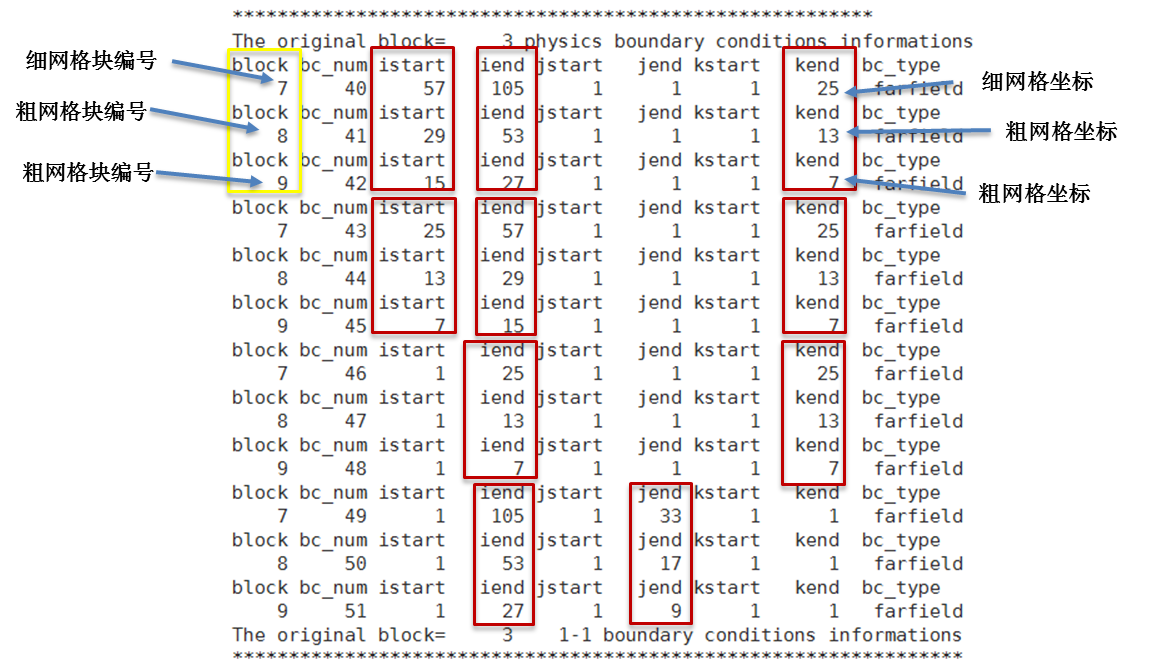 *********************************************************
The original block= 3 physics boundary conditions informations
block bc_num istart iend jstart jend kstart kend bc_type
细网格块编号
7 40 57 105 1 1 1 25 farfield
细网格坐标
block bc_num istart iend jstart jend kstart kend bc_type
粗网格块编号
8 41 29 53 1 1 1 13 farfield
粗网格坐标
block bc_num istart iend jstart jend kstart kend bc_type
粗网格块编号
9 42 15 27 1 1 1 7 farfield
粗网格坐标
block bc_num istart iend jstart jend kstart kend bc_type
7 43 25 57 1 1 1 25 farfield
block bc_num istart iend jstart jend kstart kend bc_type
8 44 13 29 1 1 1 13 farfield
block bc_num istart iend jstart jend kstart kend bc_type
9 45 7 15 1 1 1 7 farfield
block bc_num istart iend jstart jend kstart kend bc_type
7 46 1 25 1 1 1 25 farfield
block bc_num istart iend jstart jend kstart kend bc_type
8 47 1 13 1 1 1 13 farfield
block bc_num istart iend jstart jend kstart kend bc_type
9 48 1 7 1 1 1 7 farfield
block bc_num istart iend jstart jend kstart kend bc_type
7 49 1 105 1 33 1 1 farfield
block bc_num istart iend jstart jend kstart kend bc_type
8 50 1 53 1 17 1 1 farfield
block bc_num istart iend jstart jend kstart kend bc_type
9 51 1 27 1 9 1 1 farfield
The original block= 3 1-1 boundary conditions informations
*****************************************************************